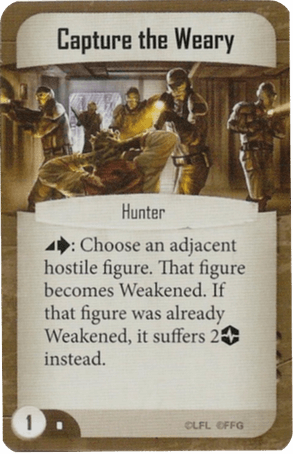 Capture the Weary
Hunter
: Choose an adjacent
hostile figure. That figure
becomes Weakened. If
that figure was already
Weakened, it suffers 2
instead.
1
©LFL ©FFG